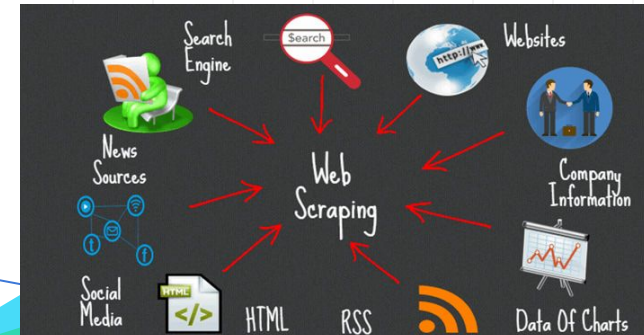 Search
Engine
Search
Websites
http://www
News
Sources
Web
Scraping
Company
Information
Social
Media
HTML
</>
HTML
RSS
Data Of Charts
t
f